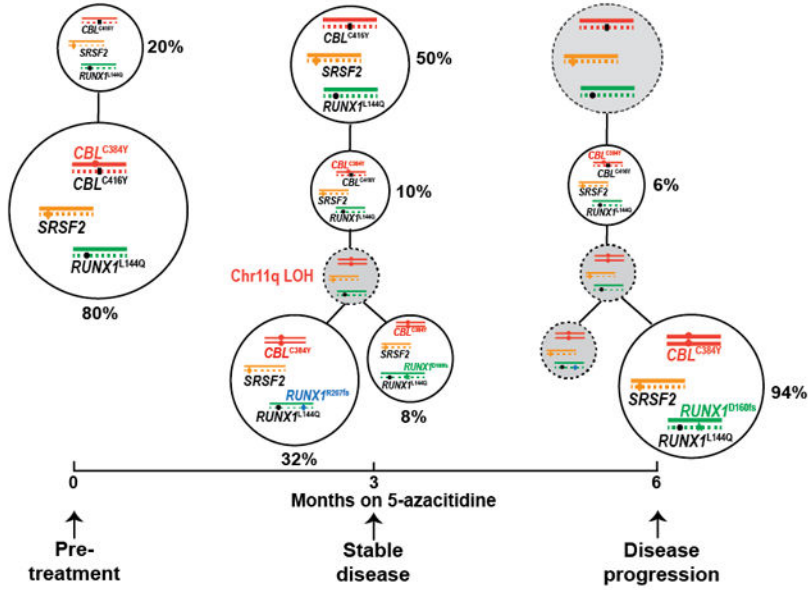 CBL^C416Y
SRSF2
RUNX1^L144Q
20%
CBL^C384Y
CBL^C416Y
SRSF2
RUNX1^L144Q
80%
CBL^C416Y
SRSF2
RUNX1^L144Q
50%
CBL^C384Y
CBL^C416Y
SRSF2
RUNX1^L144Q
10%
Chr11q LOH
CBL^C384Y
SRSF2
RUNX1^R207fs
RUNX1^L144Q
32%
CBL^C384Y
SRSF2
RUNX1^D160fs
RUNX1^L144Q
8%
CBL^C384Y
CBL^C416Y
SRSF2
RUNX1^L144Q
6%
CBL^C384Y
SRSF2
RUNX1^D160fs
RUNX1^L144Q
94%
0
3
6
Months on 5-azacitidine
Pre-
treatment
Stable
disease
Disease
progression